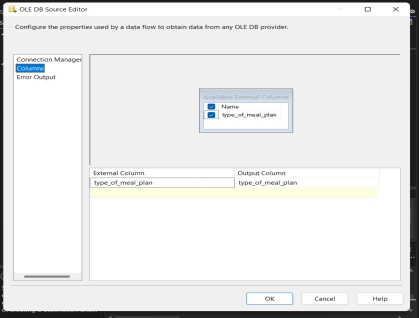 OLE DB Source Editor
Configure the properties used by a data flow to obtain data from any OLE DB provider.
Connection Manager
Columns
Error Output
Available External Columns
Name
type_of_meal_plan
External Column Output Column
type_of_meal_plan type_of_meal_plan
OK Cancel Help